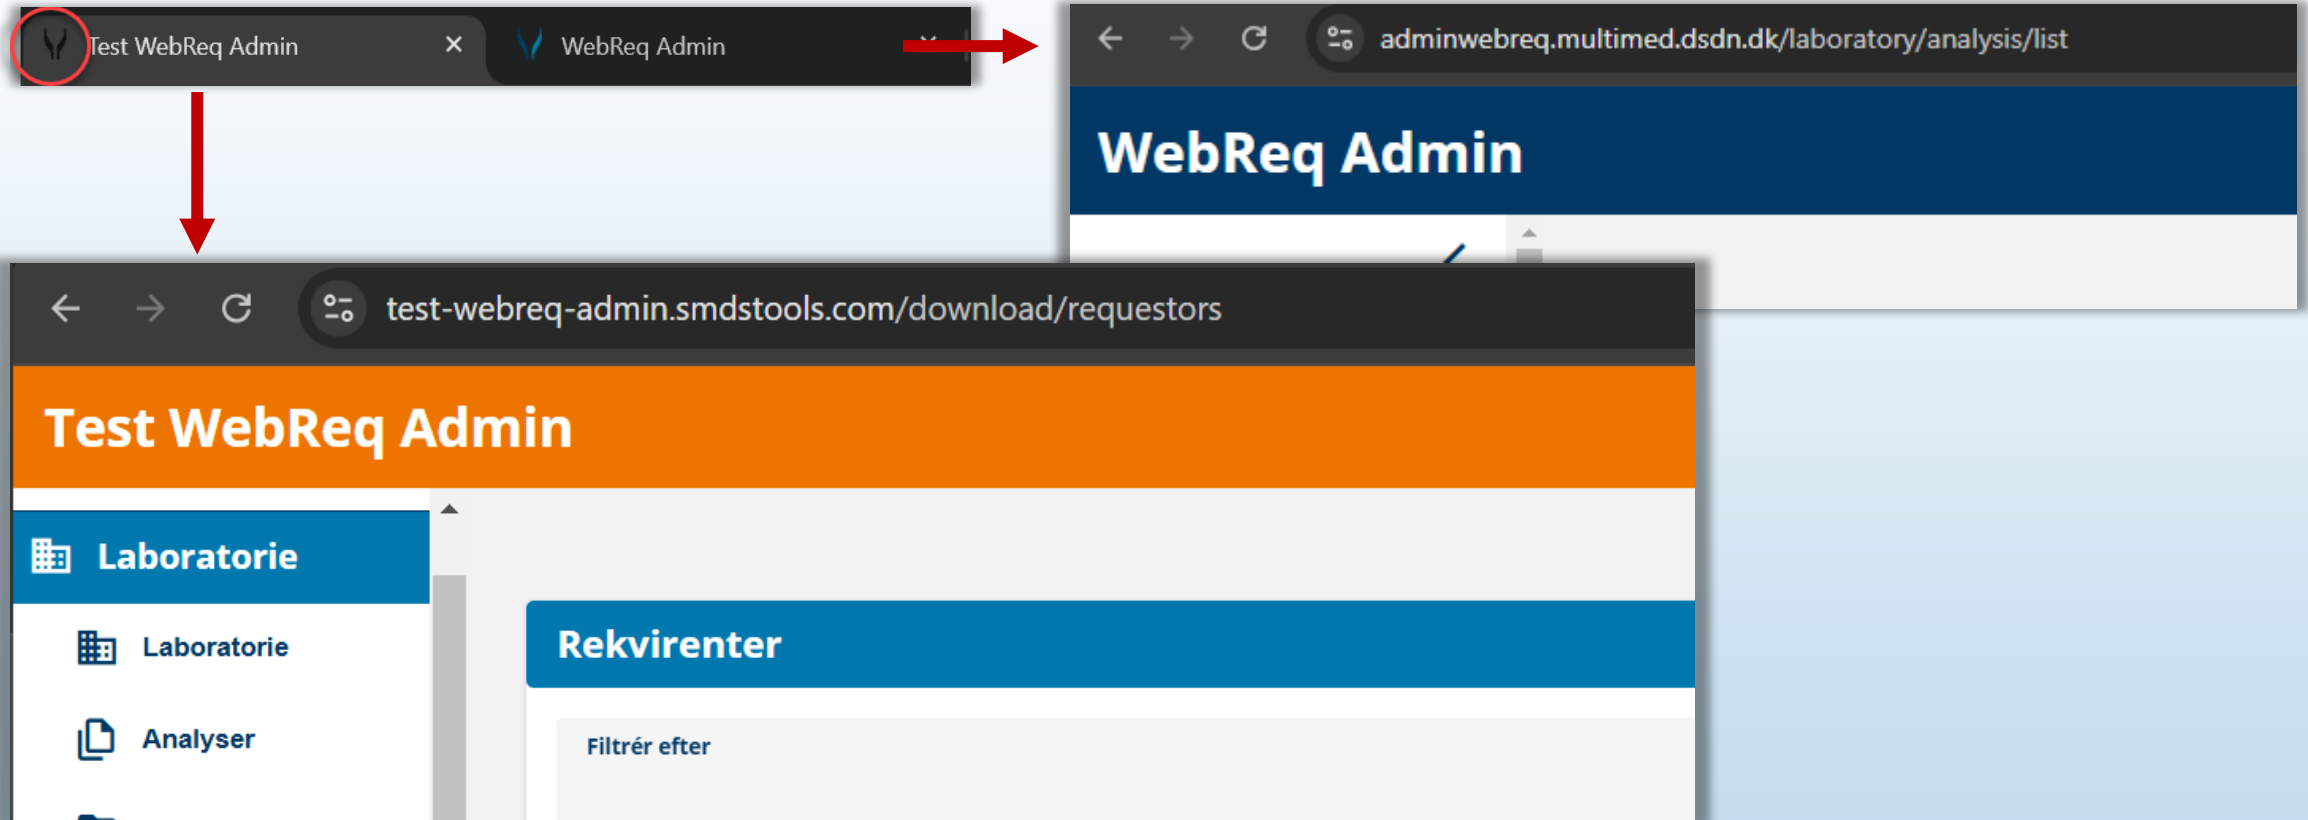 Test WebReq Admin
WebReq Admin
adminwebreq.multimed.dsdn.dk/laboratory/analysis/list
WebReq Admin
test-webreq-admin.smdstools.com/download/requestors
Test WebReq Admin
Laboratorie
Laboratorie
Analyser
Rekvirenter
Filtrér efter